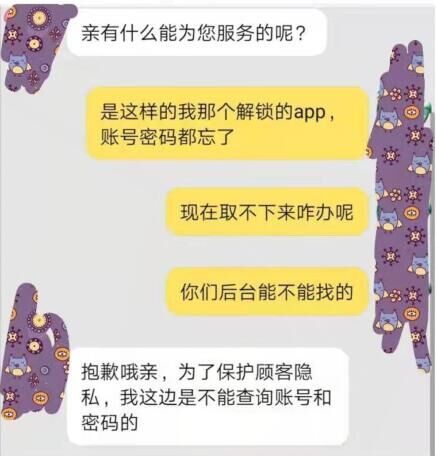 亲有什么能为您服务的呢？
是这样的我那个解锁的app，
账号密码都忘了
现在取不下来咋办呢
你们后台能不能找的
抱歉哦亲，为了保护顾客隐
私，我这边是不能查询账号和
密码的